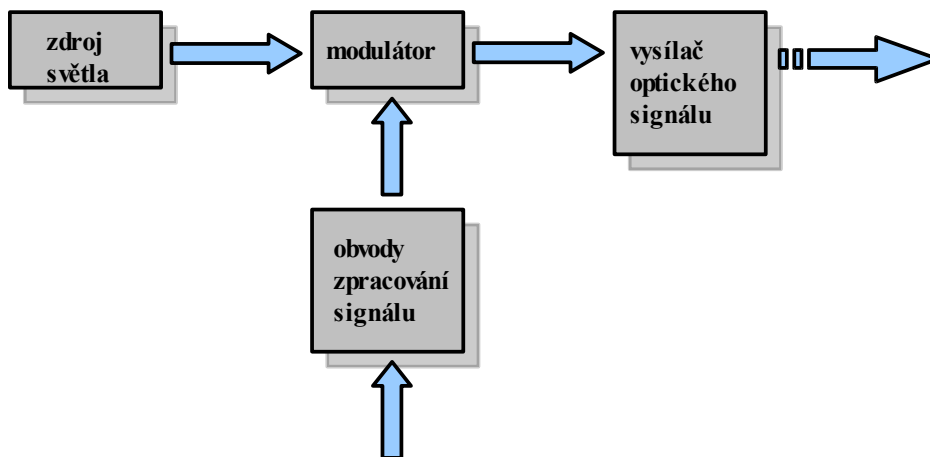 zdroj
světla
modulátor
vysílač
optického
signálu
obvody
zpracování
signálu